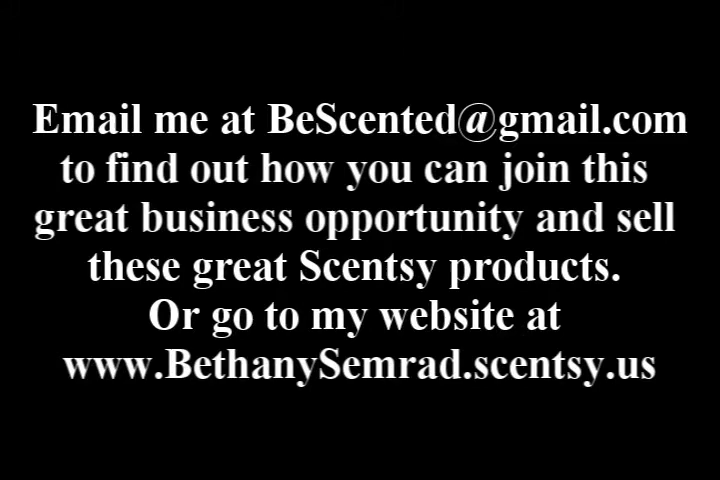 Email me at BeScented@gmail.com
to find out how you can join this
great business opportunity and sell
these great Scentsy products.
Or go to my website at
www.BethanySemrad.scentsy.us